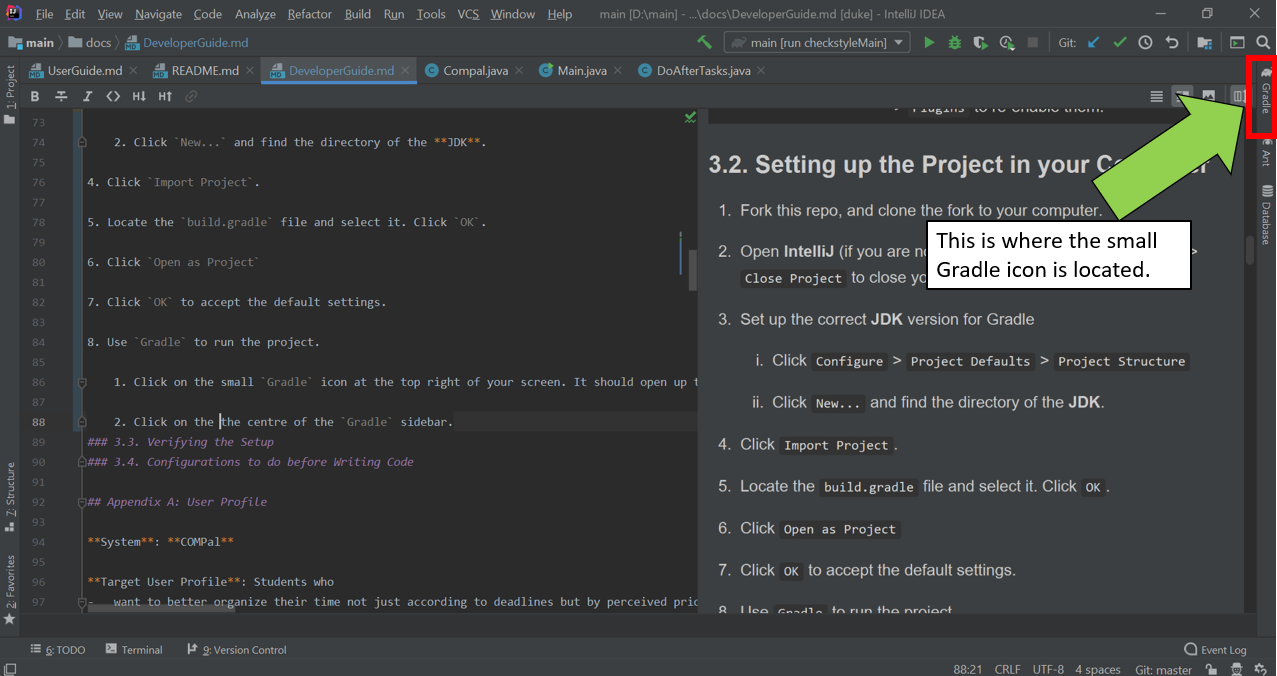 File Edit View Navigate Code Analyze Refactor Build Run Tools VCS Window Help main [D:\main] - ...\docs\DeveloperGuide.md [duke] - IntelliJ IDEA
main docs DeveloperGuide.md main [run checkstyleMain] Git:
UserGuide.md README.md DeveloperGuide.md Compal.java Main.java DoAfterTasks.java
B I H↓ H↑
1: Project
7: Structure
2: Favorites
73
74 2. Click `New...` and find the directory of the **JDK**.
75
76 4. Click `Import Project`.
77
78 5. Locate the `build.gradle` file and select it. Click `OK`.
79
80 6. Click `Open as Project`
81
82 7. Click `OK` to accept the default settings.
83
84 8. Use `Gradle` to run the project.
85
86 1. Click on the small `Gradle` icon at the top right of your screen. It should open up
87
88 2. Click on the the centre of the `Gradle` sidebar.
89 ### 3.3. Verifying the Setup
90 ### 3.4. Configurations to do before Writing Code
91
92 ## Appendix A: User Profile
93
94 **System**: **COMPal**
95
96 **Target User Profile**: Students who
97 - want to better organize their time not just according to deadlines but by perceived
Plugins to re-enable them.
3.2. Setting up the Project in your
1. Fork this repo, and clone the fork to your computer.
2. Open IntelliJ (if you are >
Close Project to close
3. Set up the correct JDK version for Gradle
i. Click Configure > Project Defaults > Project Structure
ii. Click New... and find the directory of the JDK.
4. Click Import Project.
5. Locate the build.gradle file and select it. Click OK.
6. Click Open as Project
7. Click OK to accept the default settings.
8. Use Gradle to run the project
This is where the small
Gradle icon is located.
Gradle
Ant
Database
6: TODO Terminal 9: Version Control Event Log
88:21 CRLF UTF-8 4 spaces Git: master